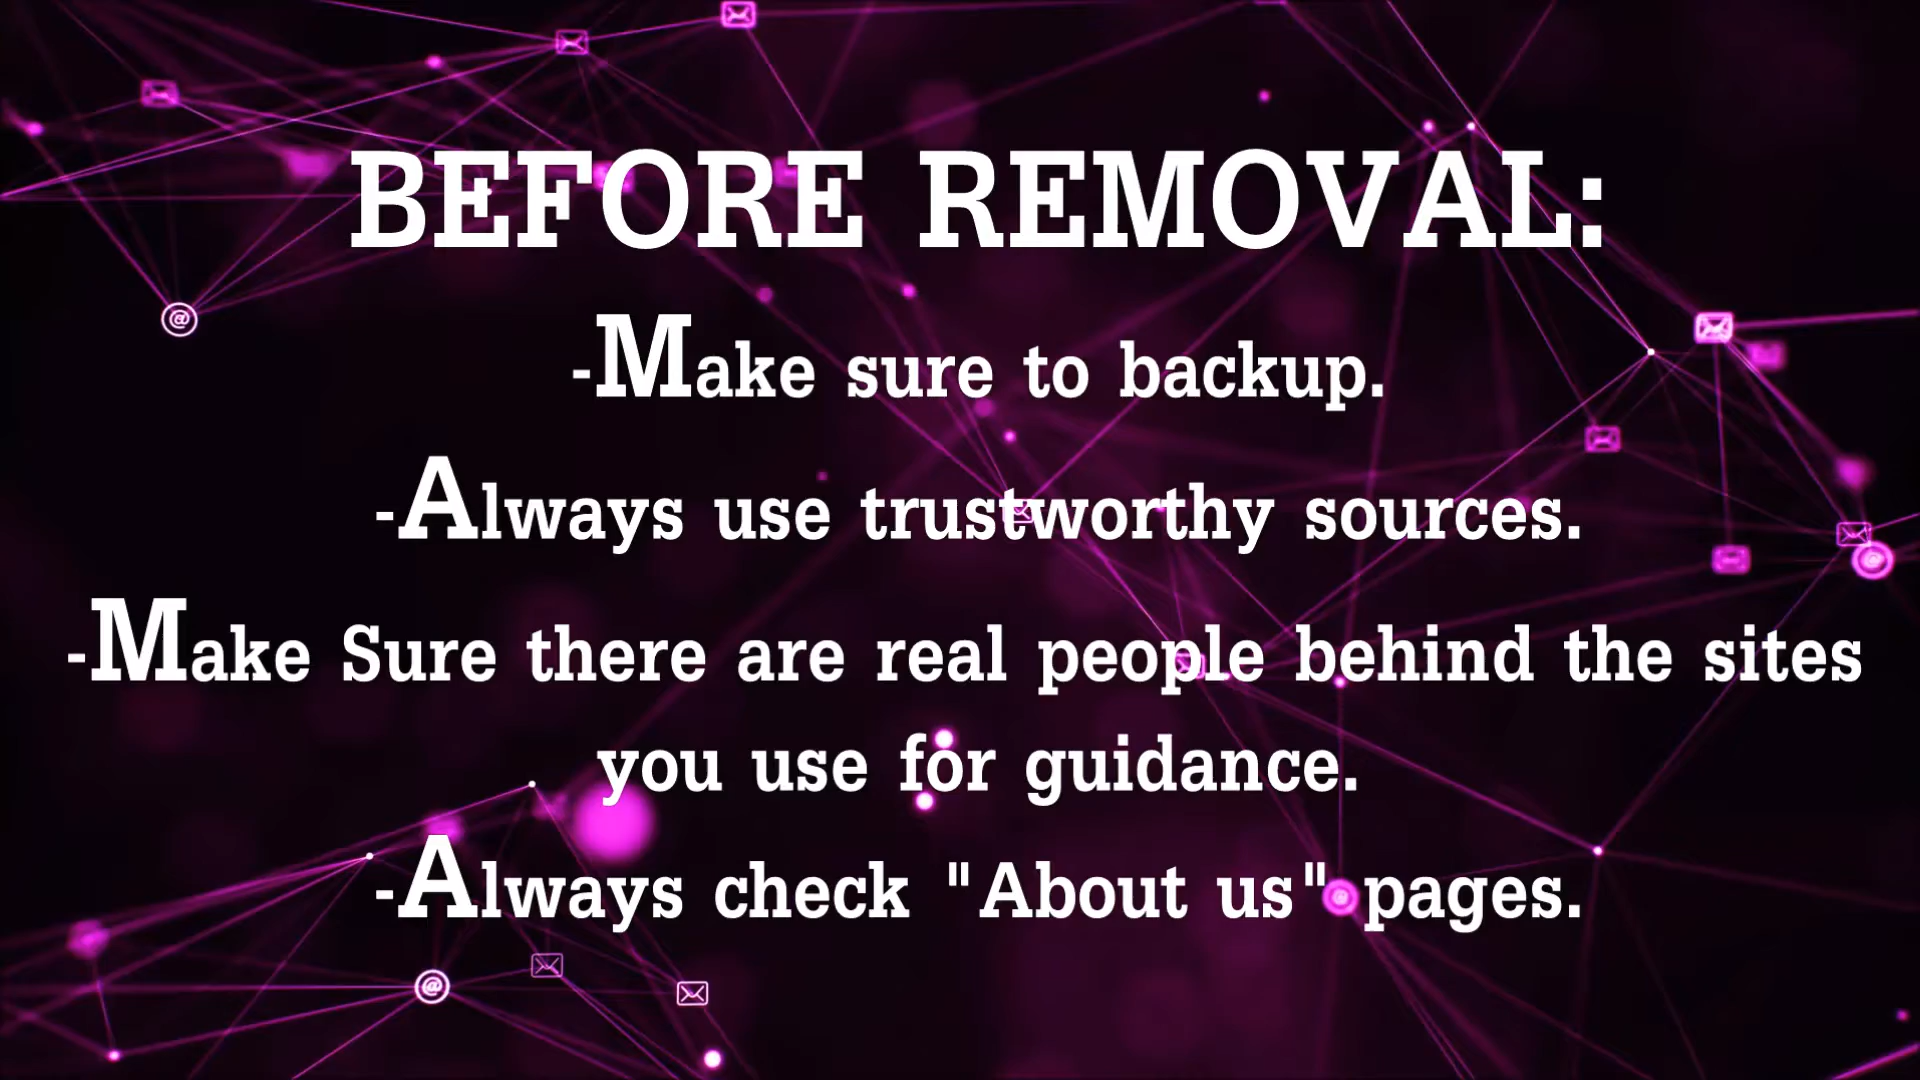 BEFORE REMOVAL:
-Make sure to backup.
-Always use trustworthy sources.
-Make Sure there are real people behind the sites
you use for guidance.
-Always check "About us" pages.